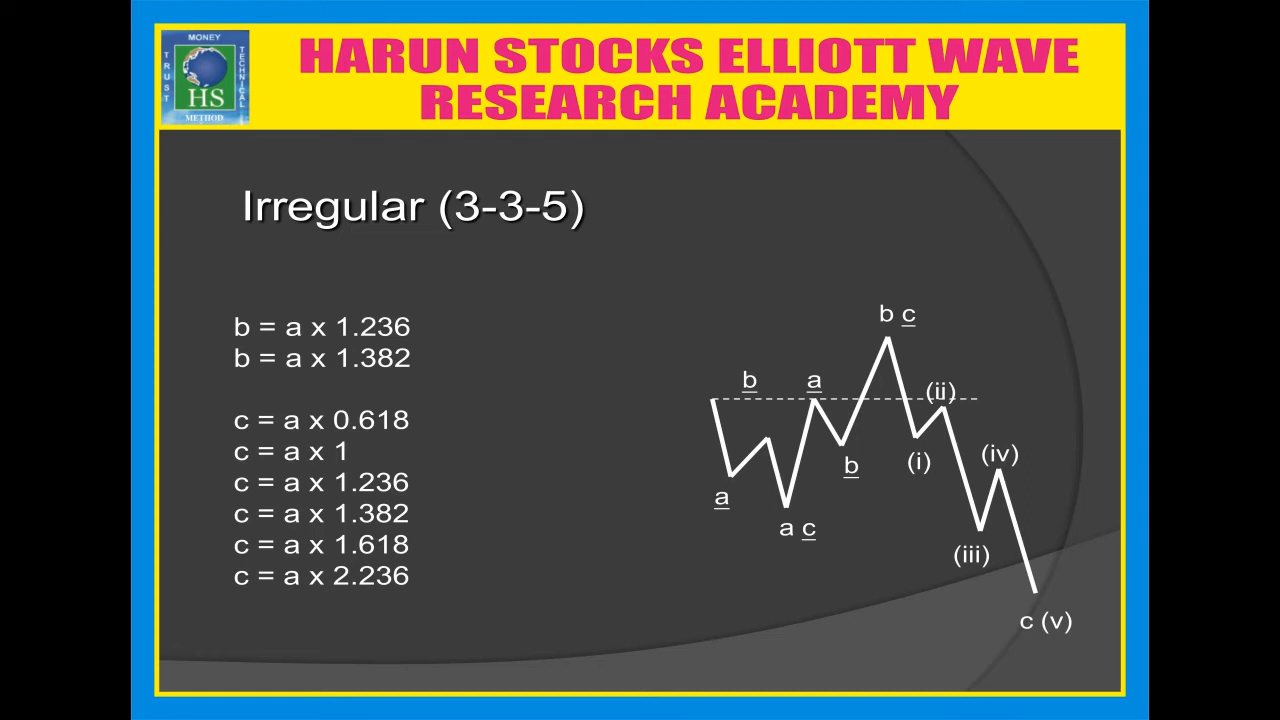 HARUN STOCKS ELLIOTT WAVE
RESEARCH ACADEMY
MONEY
TRUST
TECHNICAL
HS
METHOD
Irregular (3-3-5)
b = a x 1.236
b = a x 1.382
c = a x 0.618
c = a x 1
c = a x 1.236
c = a x 1.382
c = a x 1.618
c = a x 2.236
b c
b
a
(ii)
b
(i)
(iv)
a
a c
(iii)
c (v)